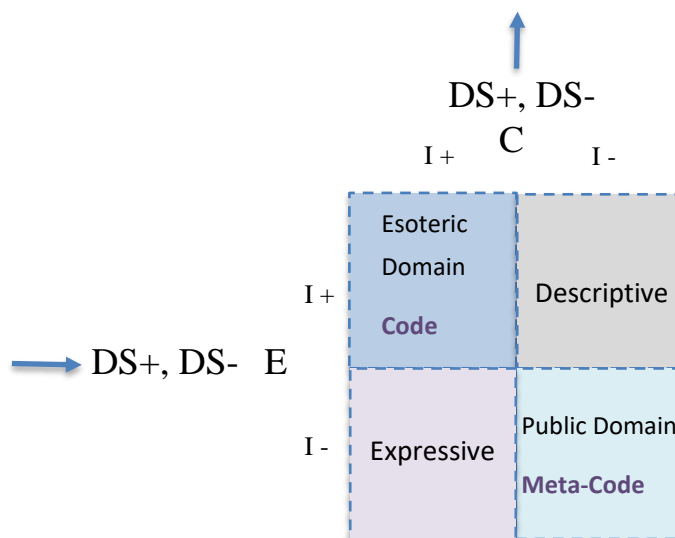 DS+, DS-
C
I +
I -
Esoteric
Domain
Code
I +
Descriptive
DS+, DS-
E
I -
Expressive
Public Domain
Meta-Code